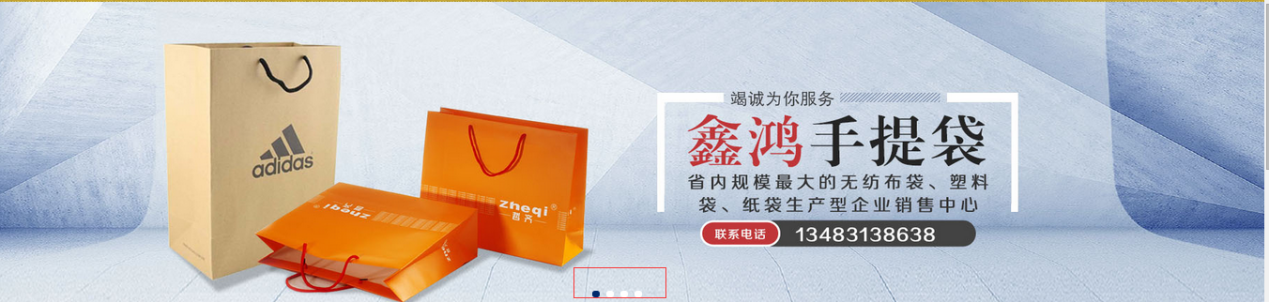 adidas
zheqi
哲齐
zheqi
竭诚为你服务
鑫鸿手提袋
省内规模最大的无纺布袋、塑料
袋、纸袋生产型企业销售中心
联系电话 13483138638